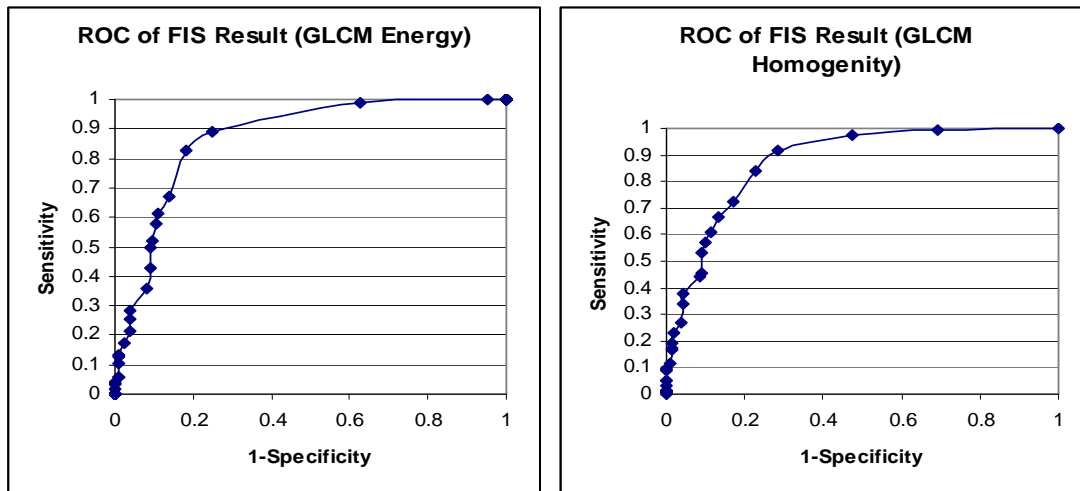 ROC of FIS Result (GLCM Energy)
1
0.9
0.8
0.7
0.6
0.5
0.4
0.3
0.2
0.1
0
Sensitivity
0 0.2 0.4 0.6 0.8 1
1-Specificity
ROC of FIS Result (GLCM
Homogenity)
1
0.9
0.8
0.7
0.6
0.5
0.4
0.3
0.2
0.1
0
Sensitivity
0 0.2 0.4 0.6 0.8 1
1-Specificity